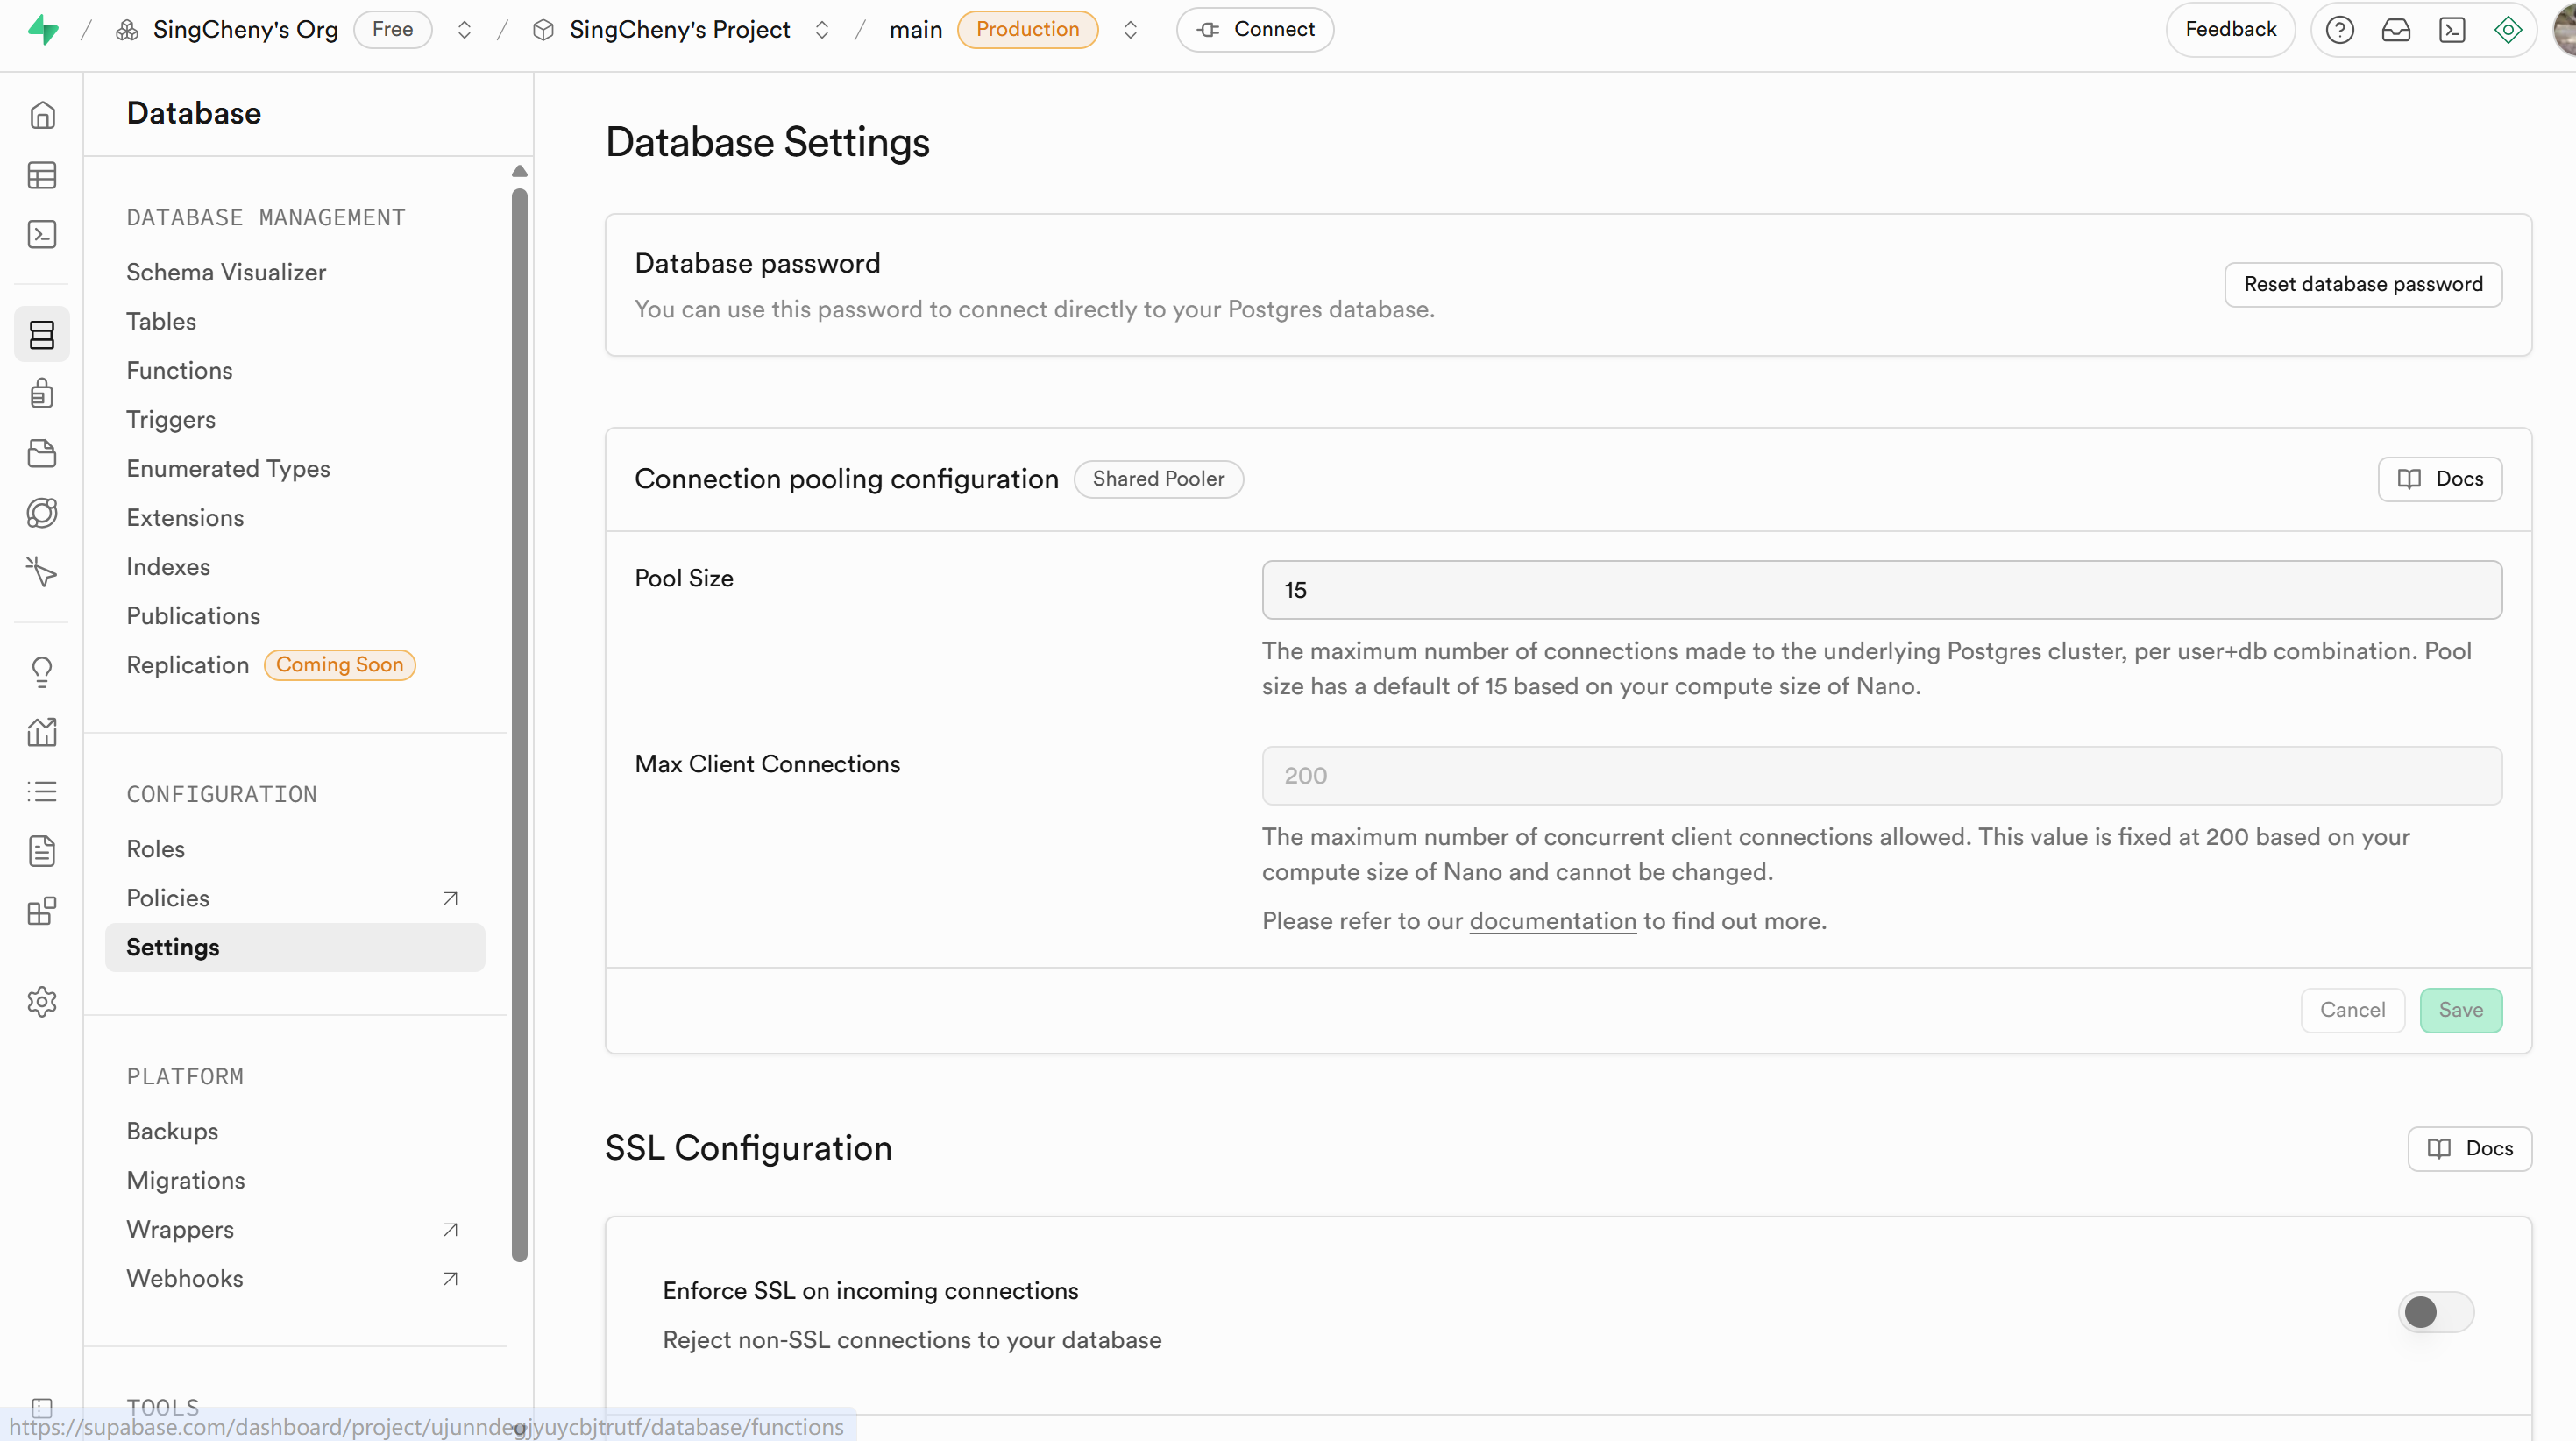 SingCheny's Org Free / SingCheny's Project / main Production Connect Feedback
Database
DATABASE MANAGEMENT
Schema Visualizer
Tables
Functions
Triggers
Enumerated Types
Extensions
Indexes
Publications
Replication Coming Soon
CONFIGURATION
Roles
Policies
Settings
PLATFORM
Backups
Migrations
Wrappers
Webhooks
TOOLS
Database Settings
Database password
You can use this password to connect directly to your Postgres database.
Reset database password
Connection pooling configuration Shared Pooler Docs
Pool Size
15
The maximum number of connections made to the underlying Postgres cluster, per user+db combination. Pool
size has a default of 15 based on your compute size of Nano.
Max Client Connections
200
The maximum number of concurrent client connections allowed. This value is fixed at 200 based on your
compute size of Nano and cannot be changed.
Please refer to our documentation to find out more.
Cancel Save
SSL Configuration Docs
Enforce SSL on incoming connections
Reject non-SSL connections to your database
https://supabase.com/dashboard/project/ujunndegjyuycbjtrutf/database/functions